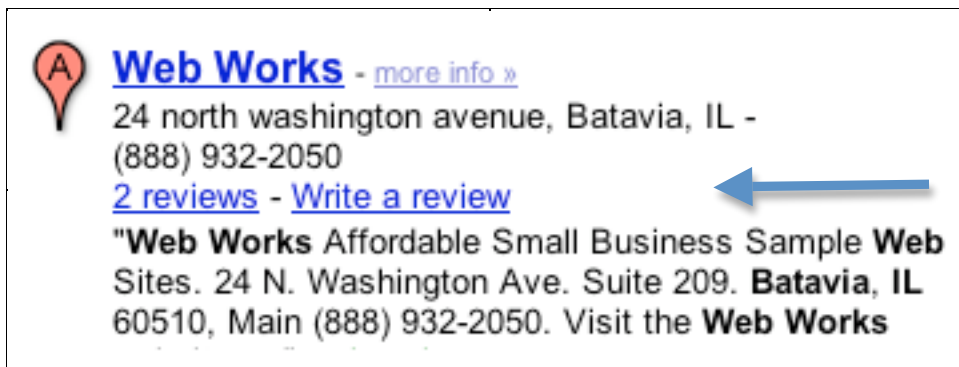 A
Web Works - more info »
24 north washington avenue, Batavia, IL -
(888) 932-2050
2 reviews - Write a review
"Web Works Affordable Small Business Sample Web
Sites. 24 N. Washington Ave. Suite 209. Batavia, IL
60510, Main (888) 932-2050. Visit the Web Works